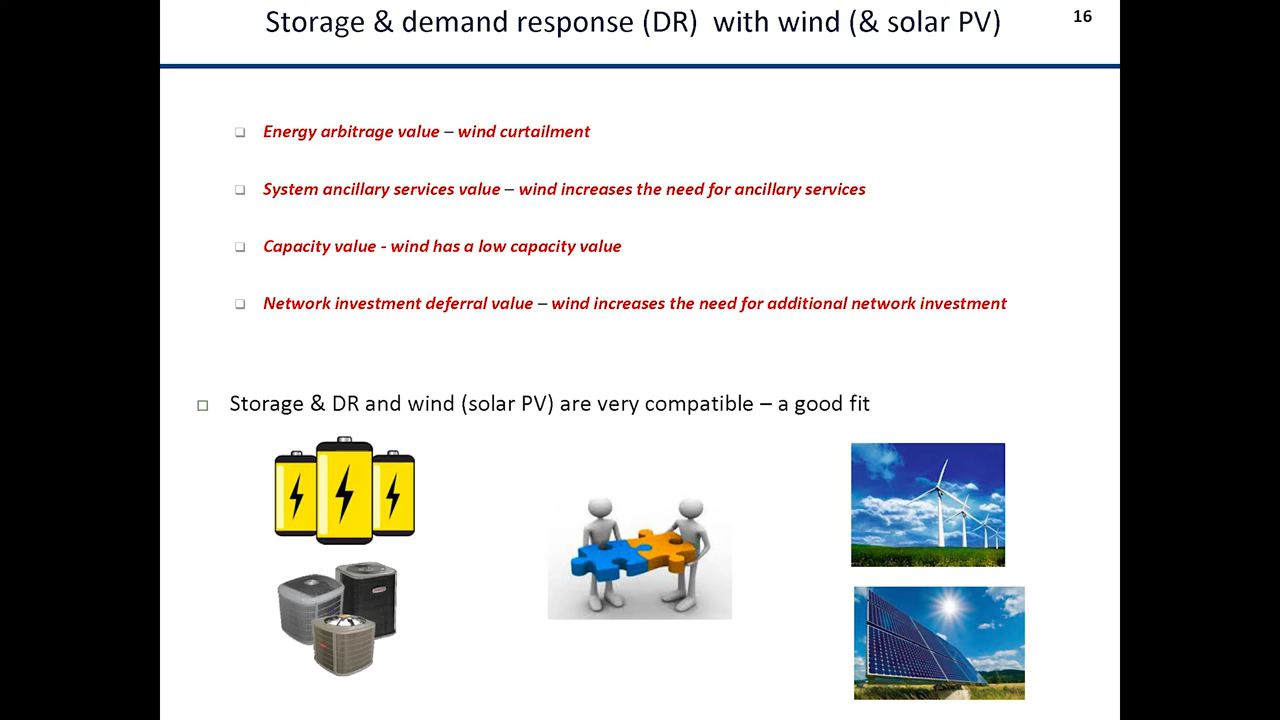 Storage & demand response (DR) with wind (& solar PV)
16
Energy arbitrage value – wind curtailment
System ancillary services value – wind increases the need for ancillary services
Capacity value - wind has a low capacity value
Network investment deferral value – wind increases the need for additional network investment
Storage & DR and wind (solar PV) are very compatible – a good fit